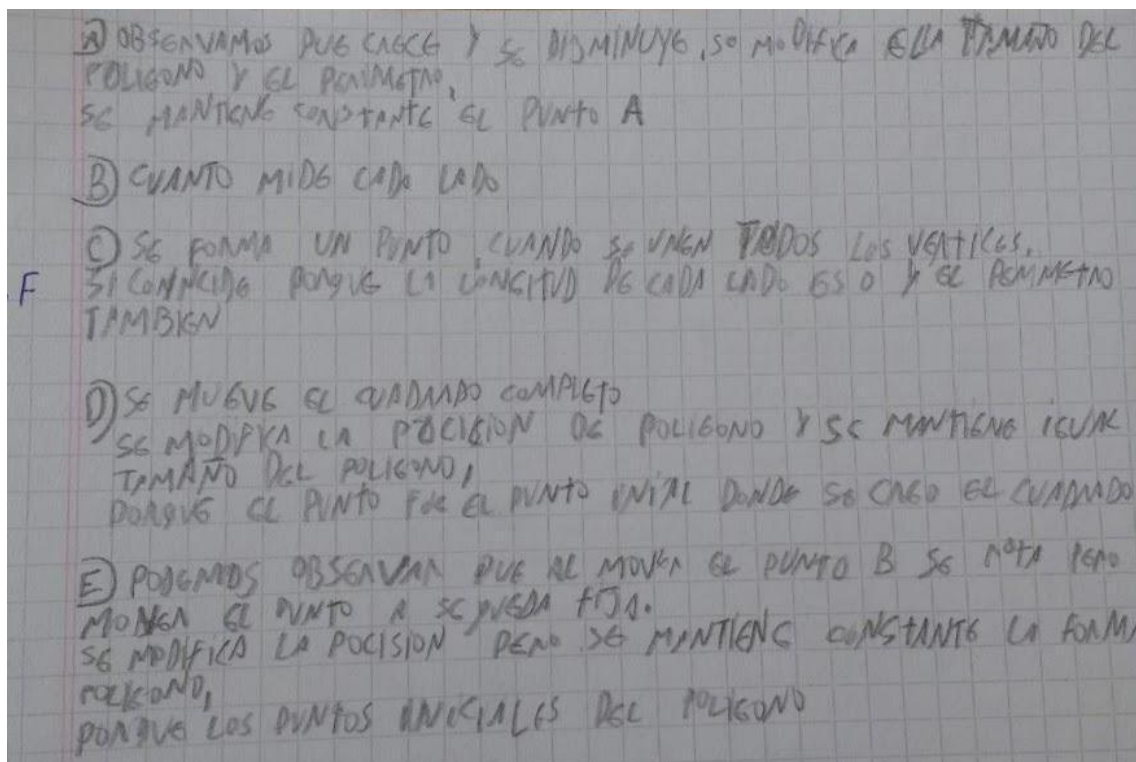 A) OBSERVAMOS QUE CRECE Y SE DISMINUYE, SE MODIFICA EL TAMAÑO DEL
POLIGONO Y EL PERIMETRO,
SE MANTIENE CONSTANTE EL PUNTO A
B) CUANTO MIDE CADA LADO
C) SE FORMA UN PUNTO, CUANDO SE UNEN TODOS LOS VERTICES.
F SI CONINCIDE PORQUE LA LONGITUD DE CADA LADO ES 0 Y EL PERIMETRO
TAMBIEN
D) SE MUEVE EL CUADRADO COMPLETO
SE MODIFICA LA POCISION DE POLIGONO Y SE MANTIENE IGUAL
TAMAÑO DEL POLIGONO,
PORQUE EL PUNTO FUE EL PUNTO INIIAL DONDE SE CREO EL CUADRADO
E) PODEMOS OBSERVAR QUE AL MOVER EL PUNTO B SE ROTA PERO
MOVER EL PUNTO A SE QUEDA FIJA.
SE MODIFICA LA POCISION PERO SE MANTIENE CONSTANTE LA FORMA
POLIGONO,
PORQUE LOS PUNTOS INICIALES DEL POLIGONO